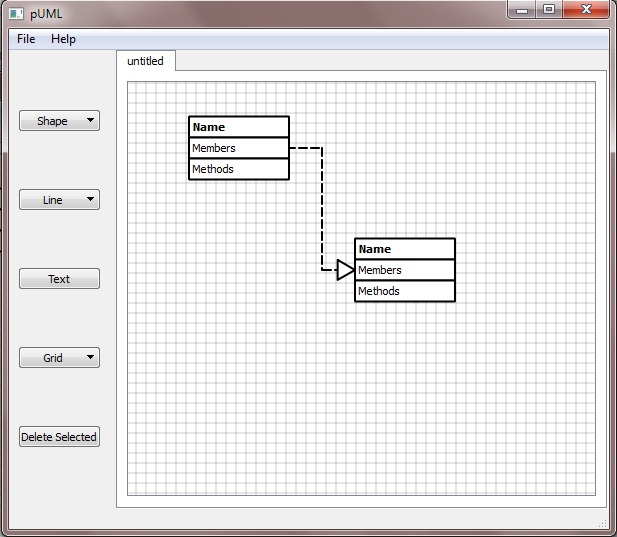 pUML
File Help
untitled
Shape
Line
Text
Grid
Delete Selected
Name
Members
Methods
Name
Members
Methods